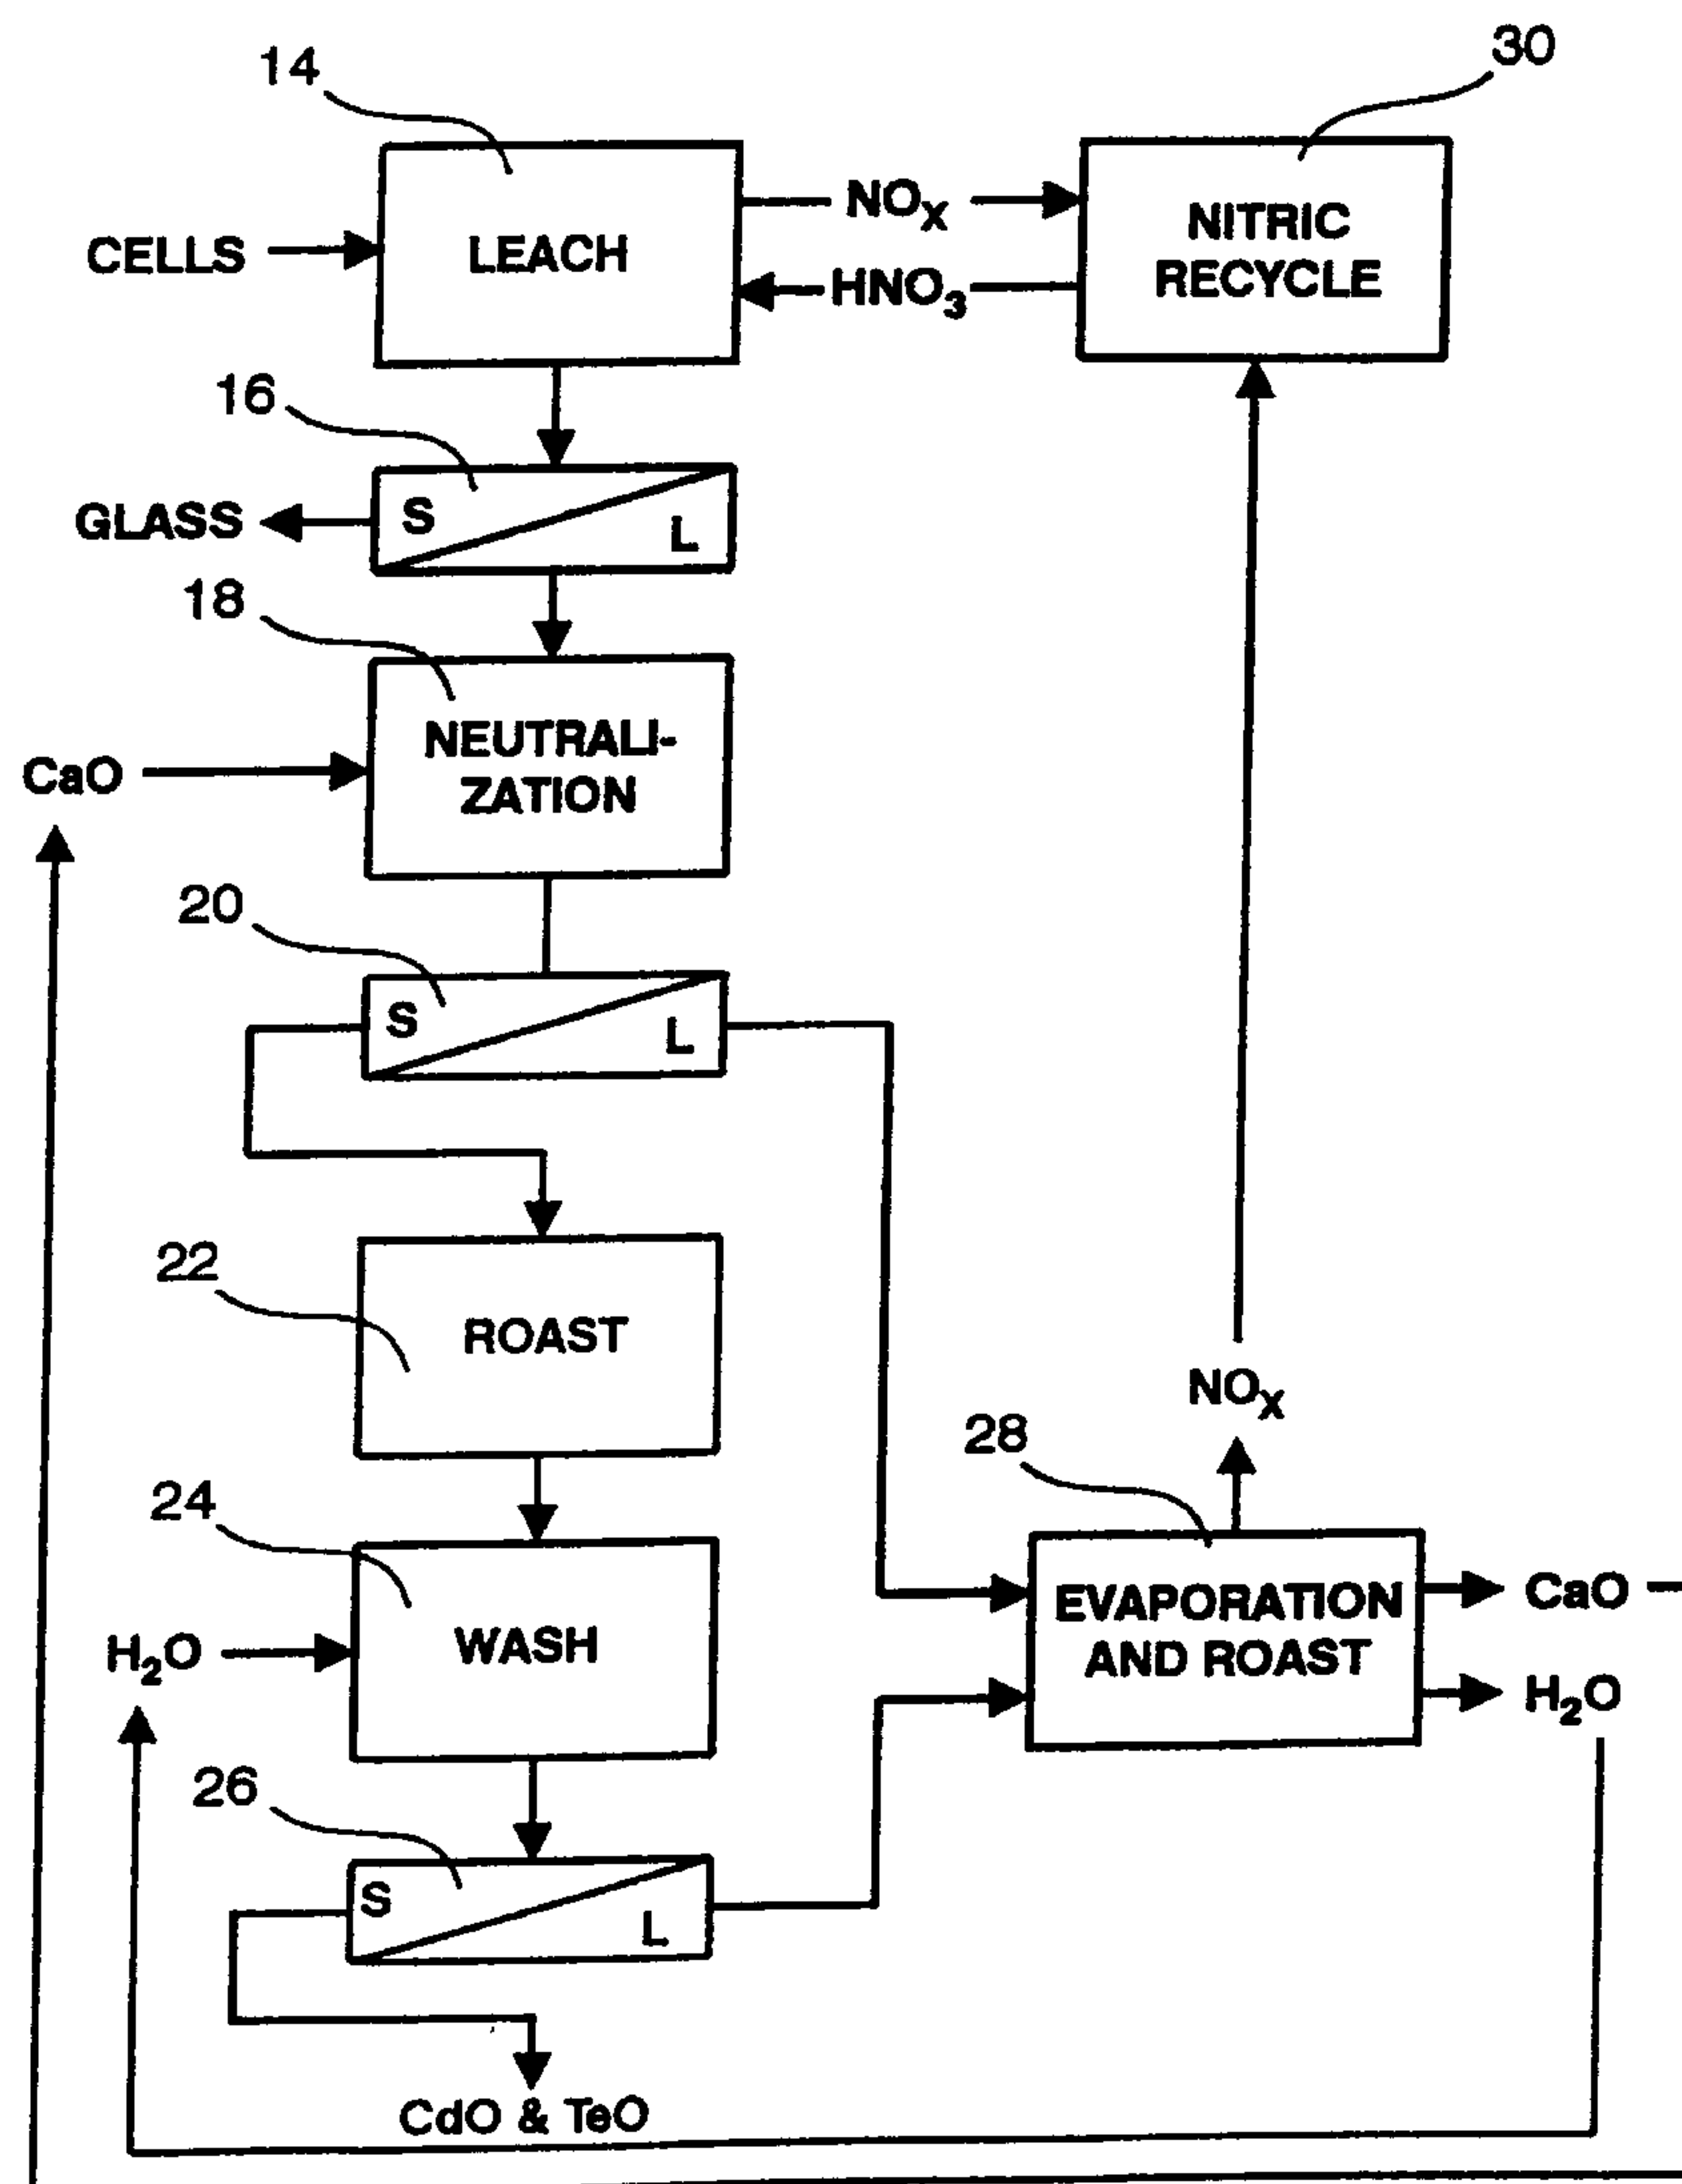 14
30
CELLS
LEACH
NOX
HNO3
NITRIC
RECYCLE
16
GLASS
S
L
18
CaO
NEUTRALI-
ZATION
20
S
L
22
ROAST
NOX
24
28
H2O
WASH
EVAPORATION
AND ROAST
CaO
H2O
26
S
L
CdO & TeO